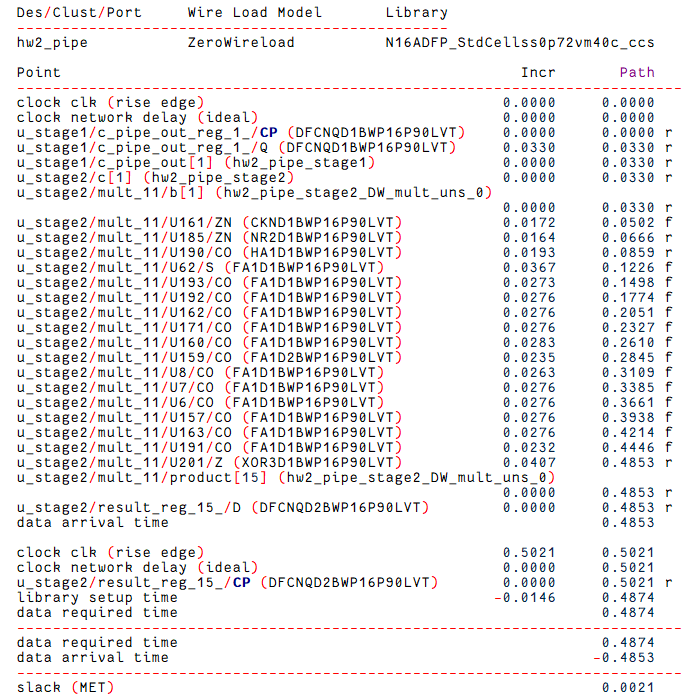 Des/Clust/Port     Wire Load Model       Library
------------------------------------------------
hw2_pipe           ZeroWireload          N16ADFP_StdCellss0p72vm40c_ccs
Point                                                    Incr       Path
---------------------------------------------------------------------------
clock clk (rise edge)                                  0.0000     0.0000
clock network delay (ideal)                            0.0000     0.0000
u_stage1/c_pipe_out_reg_1_/CP (DFCNQD1BWP16P90LVT)     0.0000     0.0000 r
u_stage1/c_pipe_out_reg_1_/Q (DFCNQD1BWP16P90LVT)      0.0330     0.0330 r
u_stage1/c_pipe_out[1] (hw2_pipe_stage1)               0.0000     0.0330 r
u_stage2/c[1] (hw2_pipe_stage2)                        0.0000     0.0330 r
u_stage2/mult_11/b[1] (hw2_pipe_stage2_DW_mult_uns_0)
                                                       0.0000     0.0330 r
u_stage2/mult_11/U161/ZN (CKND1BWP16P90LVT)            0.0172     0.0502 f
u_stage2/mult_11/U185/ZN (NR2D1BWP16P90LVT)            0.0164     0.0666 r
u_stage2/mult_11/U190/CO (HA1D1BWP16P90LVT)            0.0193     0.0859 r
u_stage2/mult_11/U62/S (FA1D1BWP16P90LVT)              0.0367     0.1226 f
u_stage2/mult_11/U193/CO (FA1D1BWP16P90LVT)            0.0273     0.1498 f
u_stage2/mult_11/U192/CO (FA1D1BWP16P90LVT)            0.0276     0.1774 f
u_stage2/mult_11/U162/CO (FA1D1BWP16P90LVT)            0.0276     0.2051 f
u_stage2/mult_11/U171/CO (FA1D1BWP16P90LVT)            0.0276     0.2327 f
u_stage2/mult_11/U160/CO (FA1D1BWP16P90LVT)            0.0283     0.2610 f
u_stage2/mult_11/U159/CO (FA1D2BWP16P90LVT)            0.0235     0.2845 f
u_stage2/mult_11/U8/CO (FA1D1BWP16P90LVT)              0.0263     0.3109 f
u_stage2/mult_11/U7/CO (FA1D1BWP16P90LVT)              0.0276     0.3385 f
u_stage2/mult_11/U6/CO (FA1D1BWP16P90LVT)              0.0276     0.3661 f
u_stage2/mult_11/U157/CO (FA1D1BWP16P90LVT)            0.0276     0.3938 f
u_stage2/mult_11/U163/CO (FA1D1BWP16P90LVT)            0.0276     0.4214 f
u_stage2/mult_11/U191/CO (FA1D1BWP16P90LVT)            0.0232     0.4446 f
u_stage2/mult_11/U201/Z (XOR3D1BWP16P90LVT)            0.0407     0.4853 r
u_stage2/mult_11/product[15] (hw2_pipe_stage2_DW_mult_uns_0)
                                                       0.0000     0.4853 r
u_stage2/result_reg_15_/D (DFCNQD2BWP16P90LVT)         0.0000     0.4853 r
data arrival time                                                 0.4853
clock clk (rise edge)                                  0.5021     0.5021
clock network delay (ideal)                            0.0000     0.5021
u_stage2/result_reg_15_/CP (DFCNQD2BWP16P90LVT)        0.0000     0.5021 r
library setup time                                    -0.0146     0.4874
data required time                                                0.4874
---------------------------------------------------------------------------
data required time                                                0.4874
data arrival time                                                -0.4853
---------------------------------------------------------------------------
slack (MET)                                                       0.0021